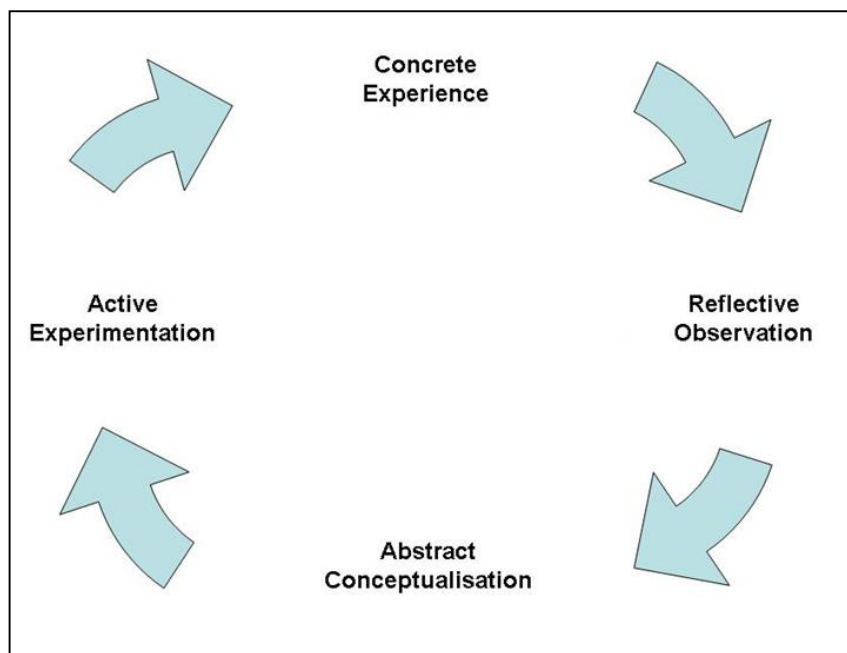 Concrete
Experience
Active
Experimentation
Reflective
Observation
Abstract
Conceptualisation